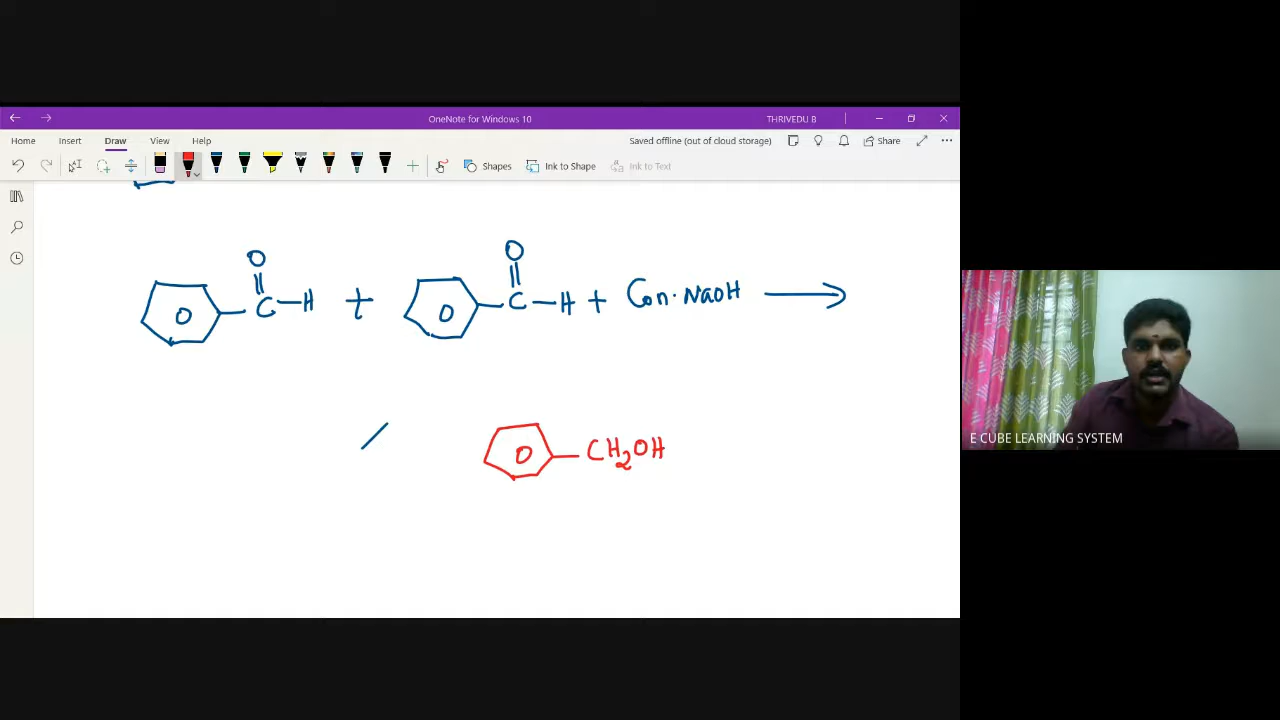 OneNote for Windows 10
THRIVEDU B
Home Insert Draw View Help
Saved offline (out of cloud storage)
Share
Shapes Ink to Shape Ink to Text
O
O
O C—H + O C—H + Con. NaOH
O —CH2OH
E CUBE LEARNING SYSTEM